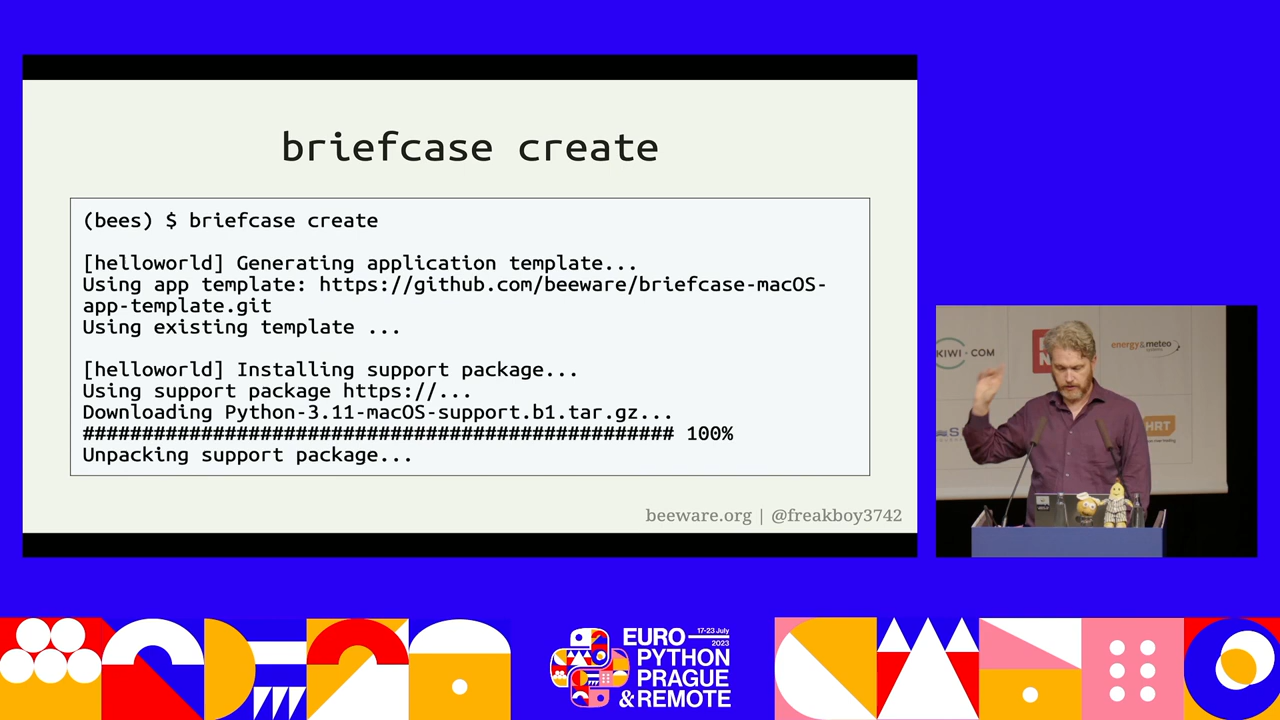 briefcase create
(bees) $ briefcase create
[helloworld] Generating application template...
Using app template: https://github.com/beeware/briefcase-macOS-
app-template.git
Using existing template ...
[helloworld] Installing support package...
Using support package https://...
Downloading Python-3.11-macOS-support.b1.tar.gz...
################################################## 100%
Unpacking support package...
beeware.org | @freakboy3742
KIWI.COM
energy&meteo
systems
HRT
EURO
17-23 July
2023
PYTHON
PRAGUE
&REMOTE